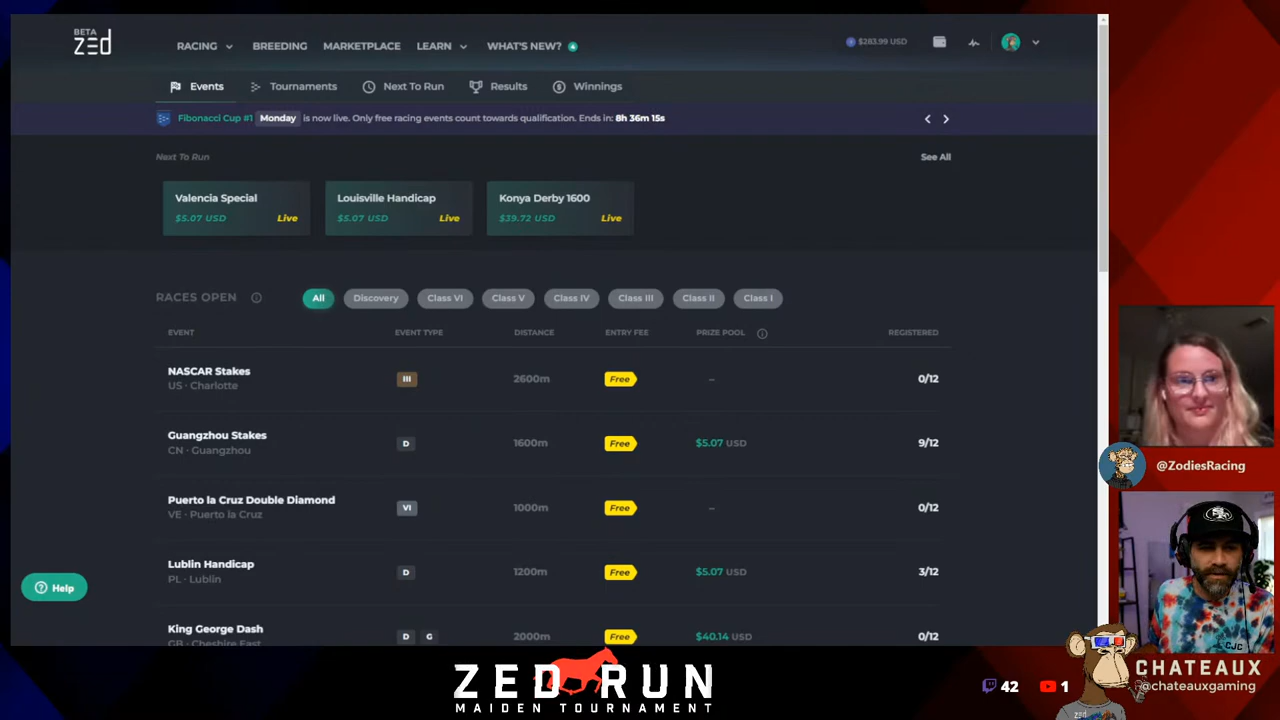 BETA
zed
RACING
BREEDING
MARKETPLACE
LEARN
WHAT'S NEW?
$283.99 USD
Events
Tournaments
Next To Run
Results
Winnings
Fibonacci Cup #1 Monday is now live. Only free racing events count towards qualification. Ends in: 8h 36m 15s
Next To Run
See All
Valencia Special
$5.07 USD Live
Louisville Handicap
$5.07 USD Live
Konya Derby 1600
$39.72 USD Live
RACES OPEN
All
Discovery
Class VI
Class V
Class IV
Class III
Class II
Class I
EVENT EVENT TYPE DISTANCE ENTRY FEE PRIZE POOL REGISTERED
NASCAR Stakes
US · Charlotte
III 2600m Free – 0/12
Guangzhou Stakes
CN · Guangzhou
D 1600m Free $5.07 USD 9/12
Puerto la Cruz Double Diamond
VE · Puerto la Cruz
VI 1000m Free – 0/12
Lublin Handicap
PL · Lublin
D 1200m Free $5.07 USD 3/12
King George Dash
GB · Cheshire East
D G 2000m Free $40.14 USD 0/12
Help
@ZodiesRacing
CJC
ZED RUN
MAIDEN TOURNAMENT
42
1
CHATEAUX
@chateauxgaming